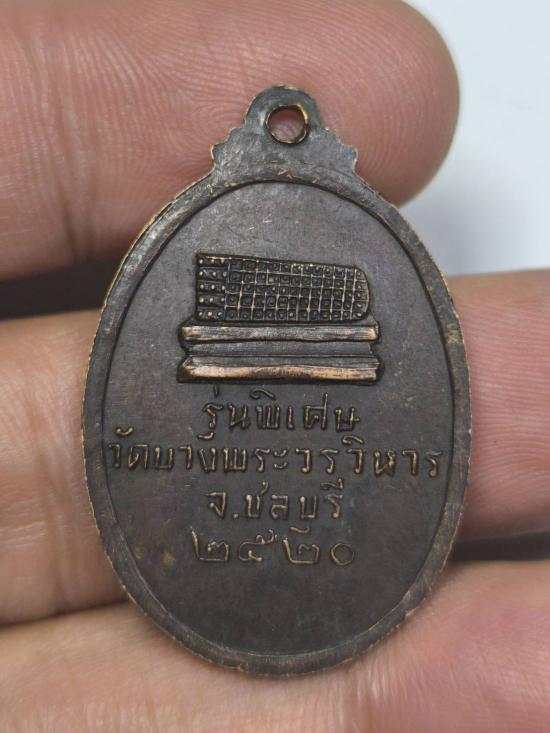 รุ่นพิเศษ
วัดบางพระวรวิหาร
จ.ชลบุรี
๒๕๒๐